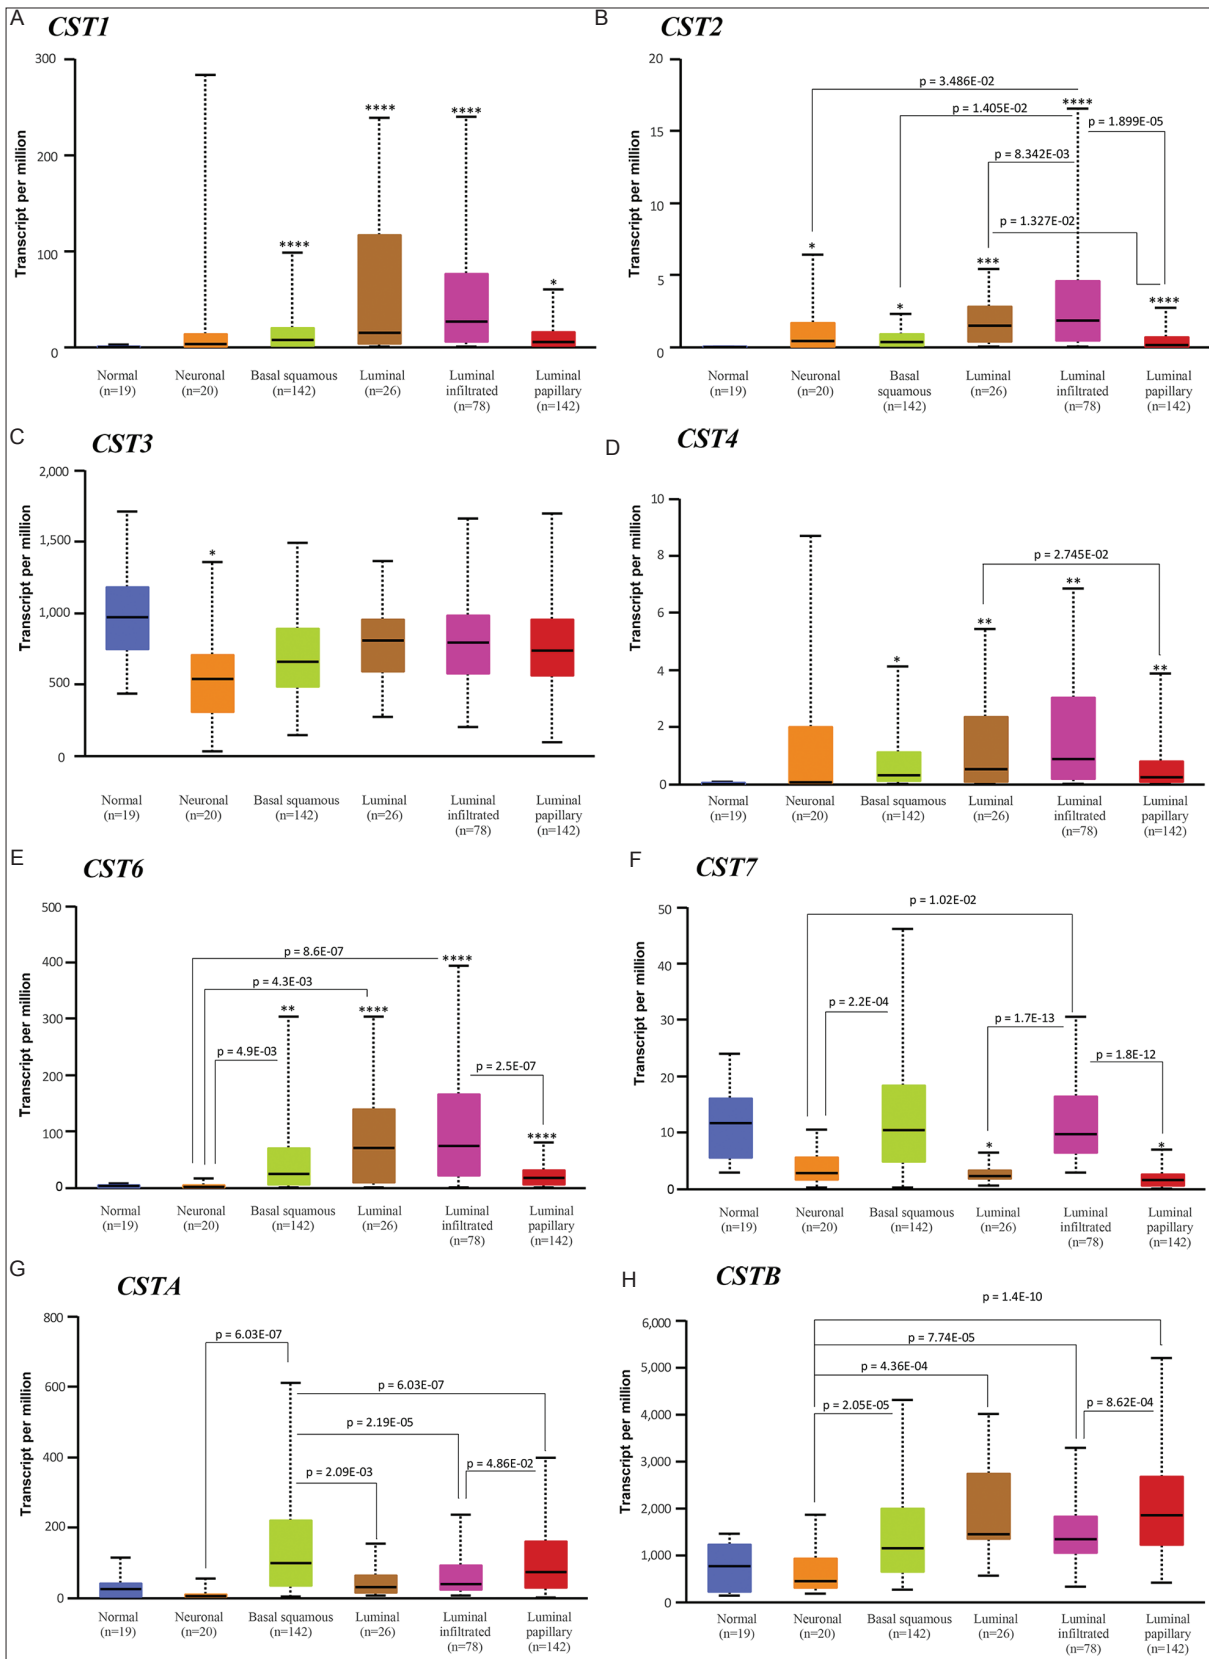 A
CST1
Transcript per million
300
200
100
0
****
****
****
*
Normal
(n=19)
Neuronal
(n=20)
Basal squamous
(n=142)
Luminal
(n=26)
Luminal
infiltrated
(n=78)
Luminal
papillary
(n=142)
B
CST2
Transcript per million
20
15
10
5
0
p = 3.486E-02
****
p = 1.405E-02
p = 1.899E-05
p = 8.342E-03
p = 1.327E-02
*
*
***
****
Normal
(n=19)
Neuronal
(n=20)
Basal
squamous
(n=142)
Luminal
(n=26)
Luminal
infiltrated
(n=78)
Luminal
papillary
(n=142)
C
CST3
Transcript per million
2,000
1,500
1,000
500
0
*
Normal
(n=19)
Neuronal
(n=20)
Basal squamous
(n=142)
Luminal
(n=26)
Luminal
infiltrated
(n=78)
Luminal
papillary
(n=142)
D
CST4
Transcript per million
10
8
6
4
2
0
p = 2.745E-02
*
**
**
**
Normal
(n=19)
Neuronal
(n=20)
Basal squamous
(n=142)
Luminal
(n=26)
Luminal
infiltrated
(n=78)
Luminal
papillary
(n=142)
E
CST6
Transcript per million
500
400
300
200
100
0
p = 8.6E-07
p = 4.3E-03
p = 4.9E-03
p = 2.5E-07
**
****
****
****
Normal
(n=19)
Neuronal
(n=20)
Basal squamous
(n=142)
Luminal
(n=26)
Luminal
infiltrated
(n=78)
Luminal
papillary
(n=142)
F
CST7
Transcript per million
50
40
30
20
10
0
p = 1.02E-02
p = 2.2E-04
p = 1.7E-13
p = 1.8E-12
*
*
Normal
(n=19)
Neuronal
(n=20)
Basal squamous
(n=142)
Luminal
(n=26)
Luminal
infiltrated
(n=78)
Luminal
papillary
(n=142)
G
CSTA
Transcript per million
800
600
400
200
0
p = 6.03E-07
p = 6.03E-07
p = 2.19E-05
p = 2.09E-03
p = 4.86E-02
Normal
(n=19)
Neuronal
(n=20)
Basal squamous
(n=142)
Luminal
(n=26)
Luminal
infiltrated
(n=78)
Luminal
papillary
(n=142)
H
CSTB
Transcript per million
6,000
5,000
4,000
3,000
2,000
1,000
0
p = 1.4E-10
p = 7.74E-05
p = 4.36E-04
p = 2.05E-05
p = 8.62E-04
Normal
(n=19)
Neuronal
(n=20)
Basal squamous
(n=142)
Luminal
(n=26)
Luminal
infiltrated
(n=78)
Luminal
papillary
(n=142)